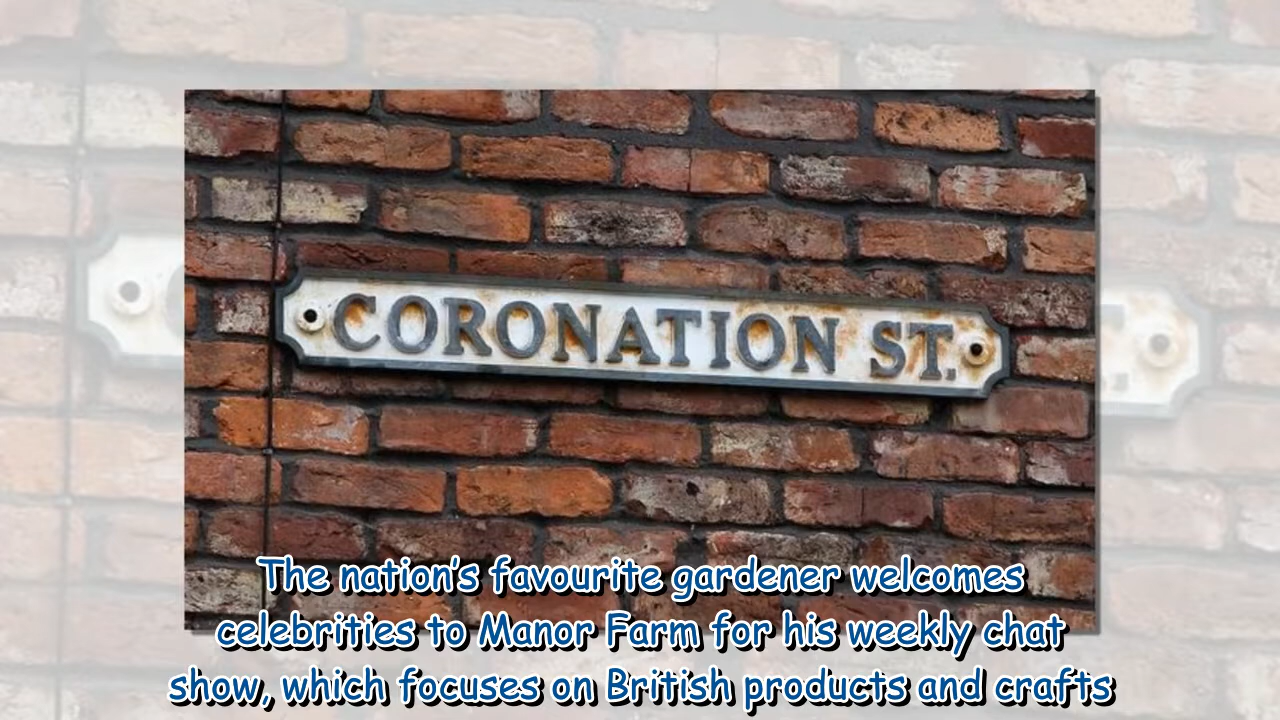 CORONATION ST.
The nation's favourite gardener welcomes
celebrities to Manor Farm for his weekly chat
show, which focuses on British products and crafts